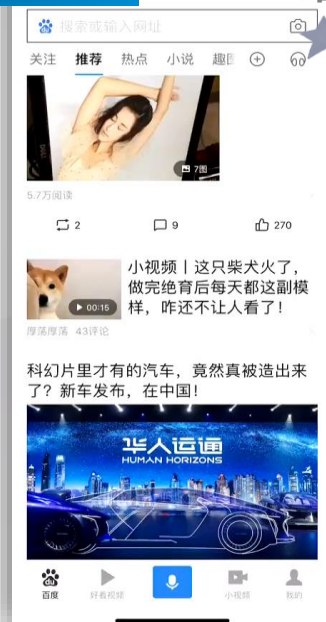 搜索或输入网址
关注 推荐 热点 小说 趣图
7图
5.7万阅读
2 9 270
小视频丨这只柴犬火了，
做完绝育后每天都这副模
样，咋还不让人看了！
00:15
厚荡厚荡 43评论
科幻片里才有的汽车，竟然真被造出来
了？新车发布，在中国！
华人运通
HUMAN HORIZONS
百度 好看视频 小视频 我的